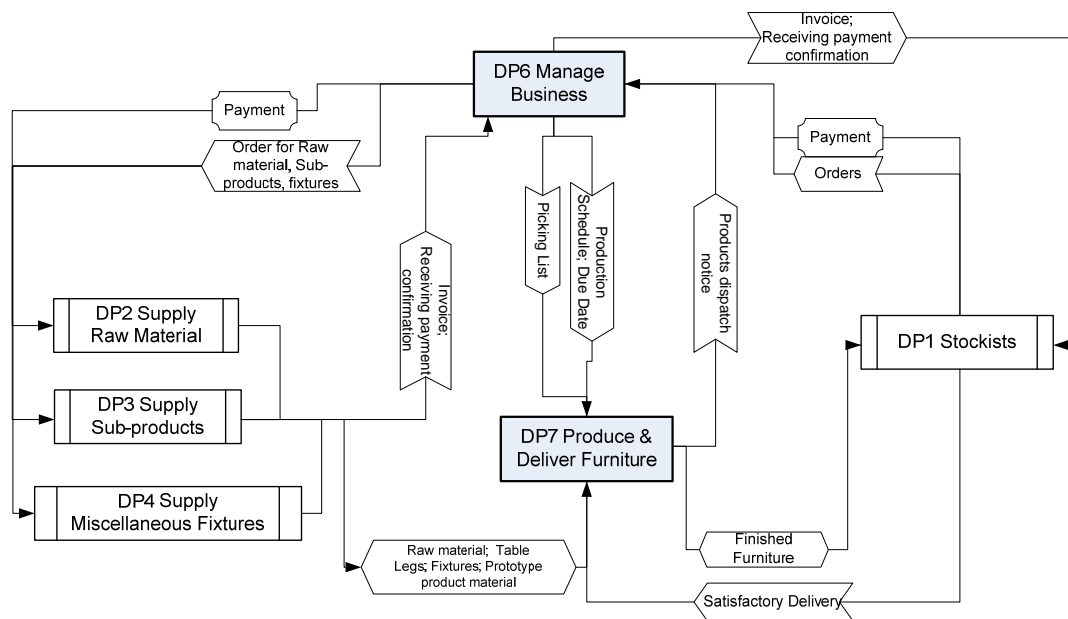 Invoice;
Receiving payment
confirmation
DP6 Manage
Business
Payment
Order for Raw
material, Sub-
products, fixtures
Payment
Orders
Picking List
Production
Schedule; Due Date
Products dispatch
notice
Invoice;
Receiving payment
confirmation
DP2 Supply
Raw Material
DP1 Stockists
DP3 Supply
Sub-products
DP7 Produce &
Deliver Furniture
DP4 Supply
Miscellaneous Fixtures
Raw material; Table
Legs; Fixtures; Prototype
product material
Finished
Furniture
Satisfactory Delivery